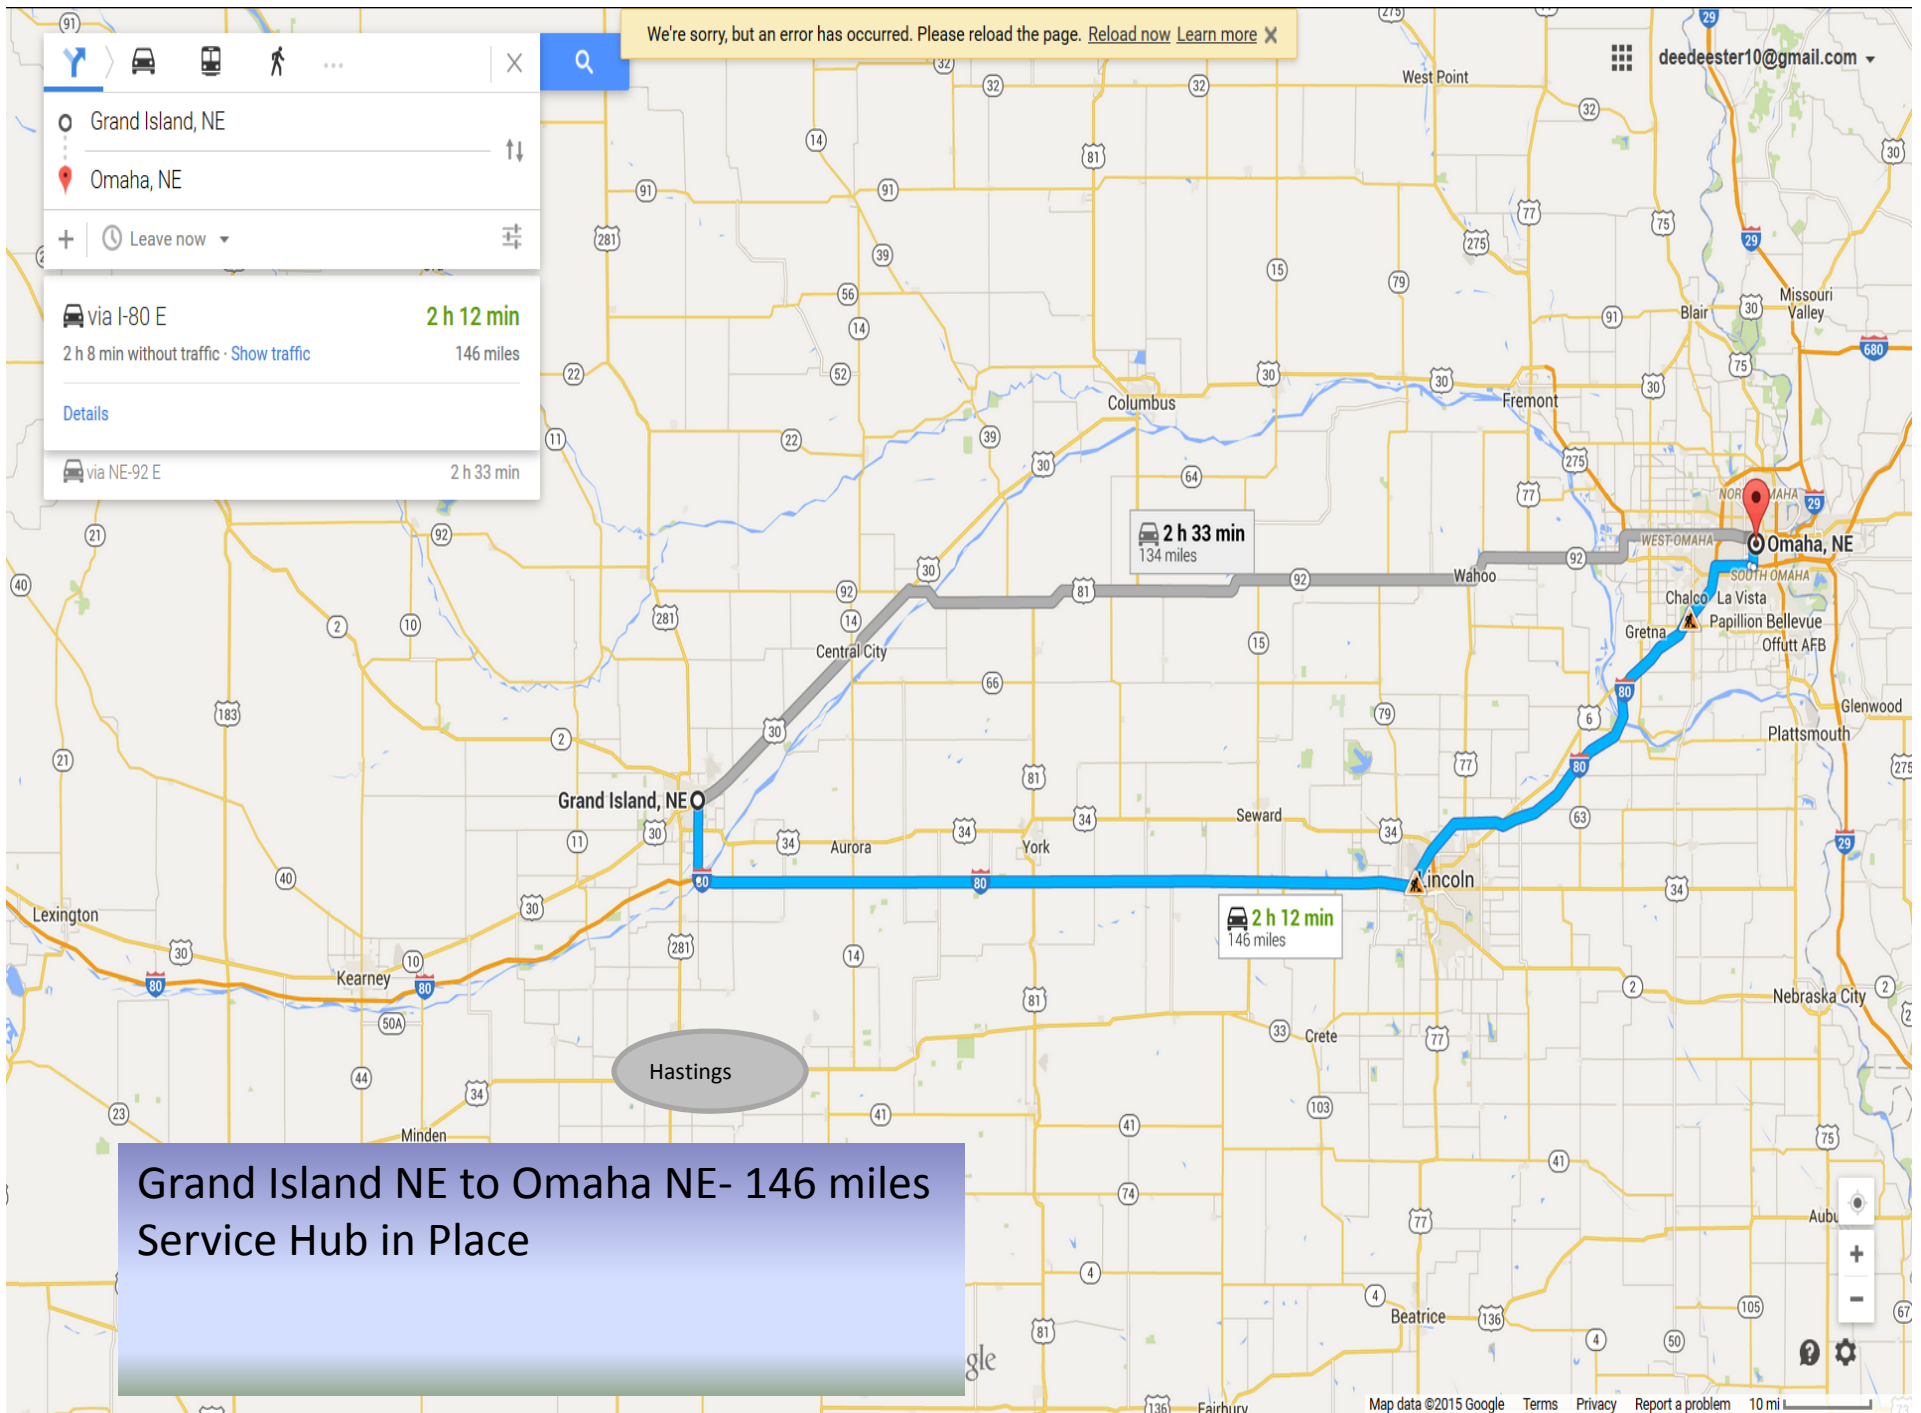 We're sorry, but an error has occurred. Please reload the page. Reload now Learn more X
deedeester10@gmail.com
Grand Island, NE
Omaha, NE
Leave now
via I-80 E 2 h 12 min
2 h 8 min without traffic · Show traffic 146 miles
Details
via NE-92 E 2 h 33 min
West Point
Missouri
Valley
Blair
Columbus
Fremont
2 h 33 min
134 miles
WEST OMAHA
Omaha, NE
SOUTH OMAHA
Wahoo
Chalco La Vista
Papillion Bellevue
Gretna
Offutt AFB
Central City
Glenwood
Plattsmouth
Grand Island, NE
Seward
Aurora
York
Lincoln
Lexington
2 h 12 min
146 miles
Kearney
Nebraska City
Crete
Hastings
Minden
Grand Island NE to Omaha NE- 146 miles
Service Hub in Place
Beatrice
gle
Fairbury
Map data ©2015 Google Terms Privacy Report a problem 10 mi